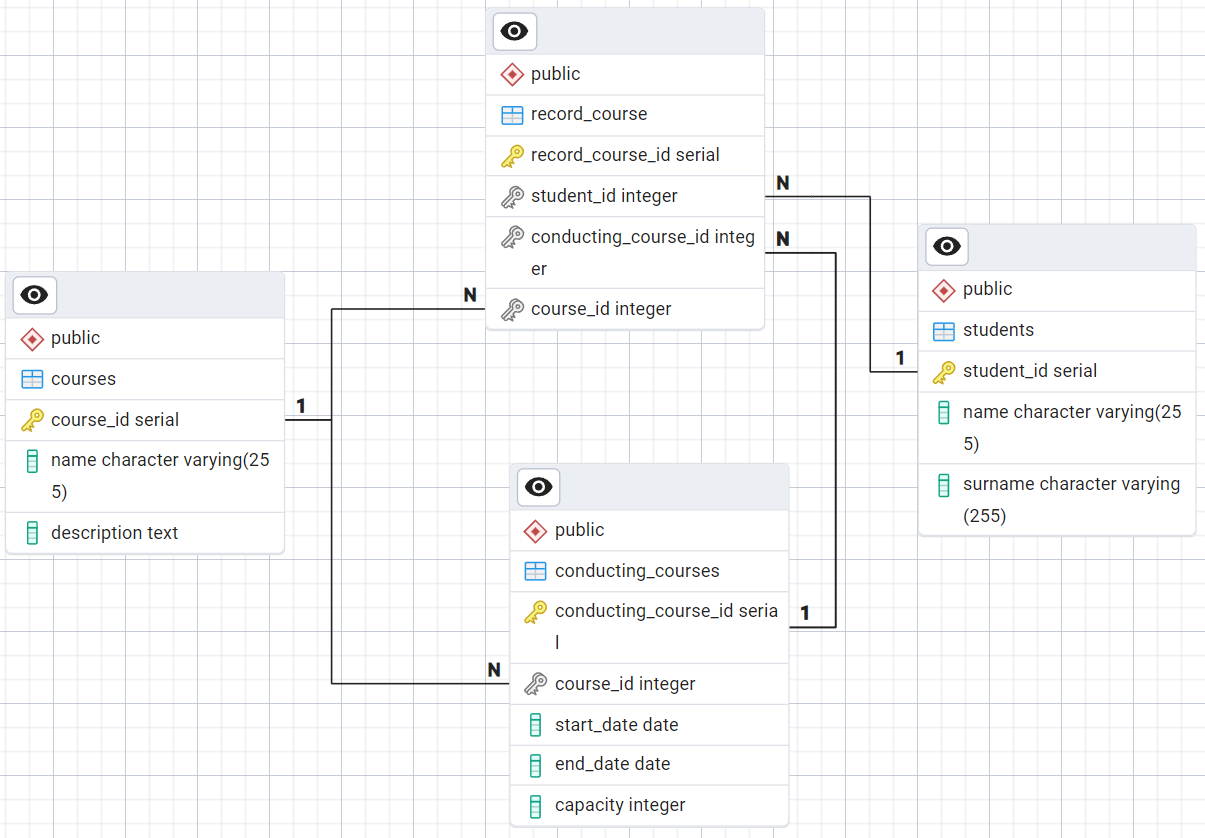 public
record_course
record_course_id serial
student_id integer
conducting_course_id integ
er
course_id integer
N
N
N
1
public
students
student_id serial
name character varying(25
5)
surname character varying
(255)
public
courses
course_id serial
name character varying(25
5)
description text
1
N
1
public
conducting_courses
conducting_course_id seria
l
course_id integer
start_date date
end_date date
capacity integer